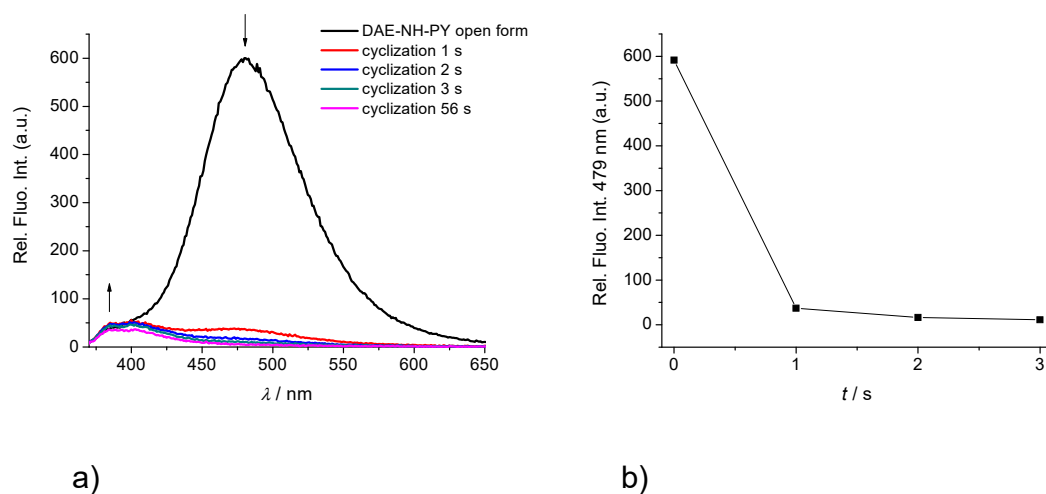 DAE-NH-PY open form
cyclization 1 s
cyclization 2 s
cyclization 3 s
cyclization 56 s
Rel. Fluo. Int. (a.u.)
600
500
400
300
200
100
0
400
450
500
550
600
650
λ / nm
a)
Rel. Fluo. Int. 479 nm (a.u.)
600
500
400
300
200
100
0
0
1
2
3
t / s
b)